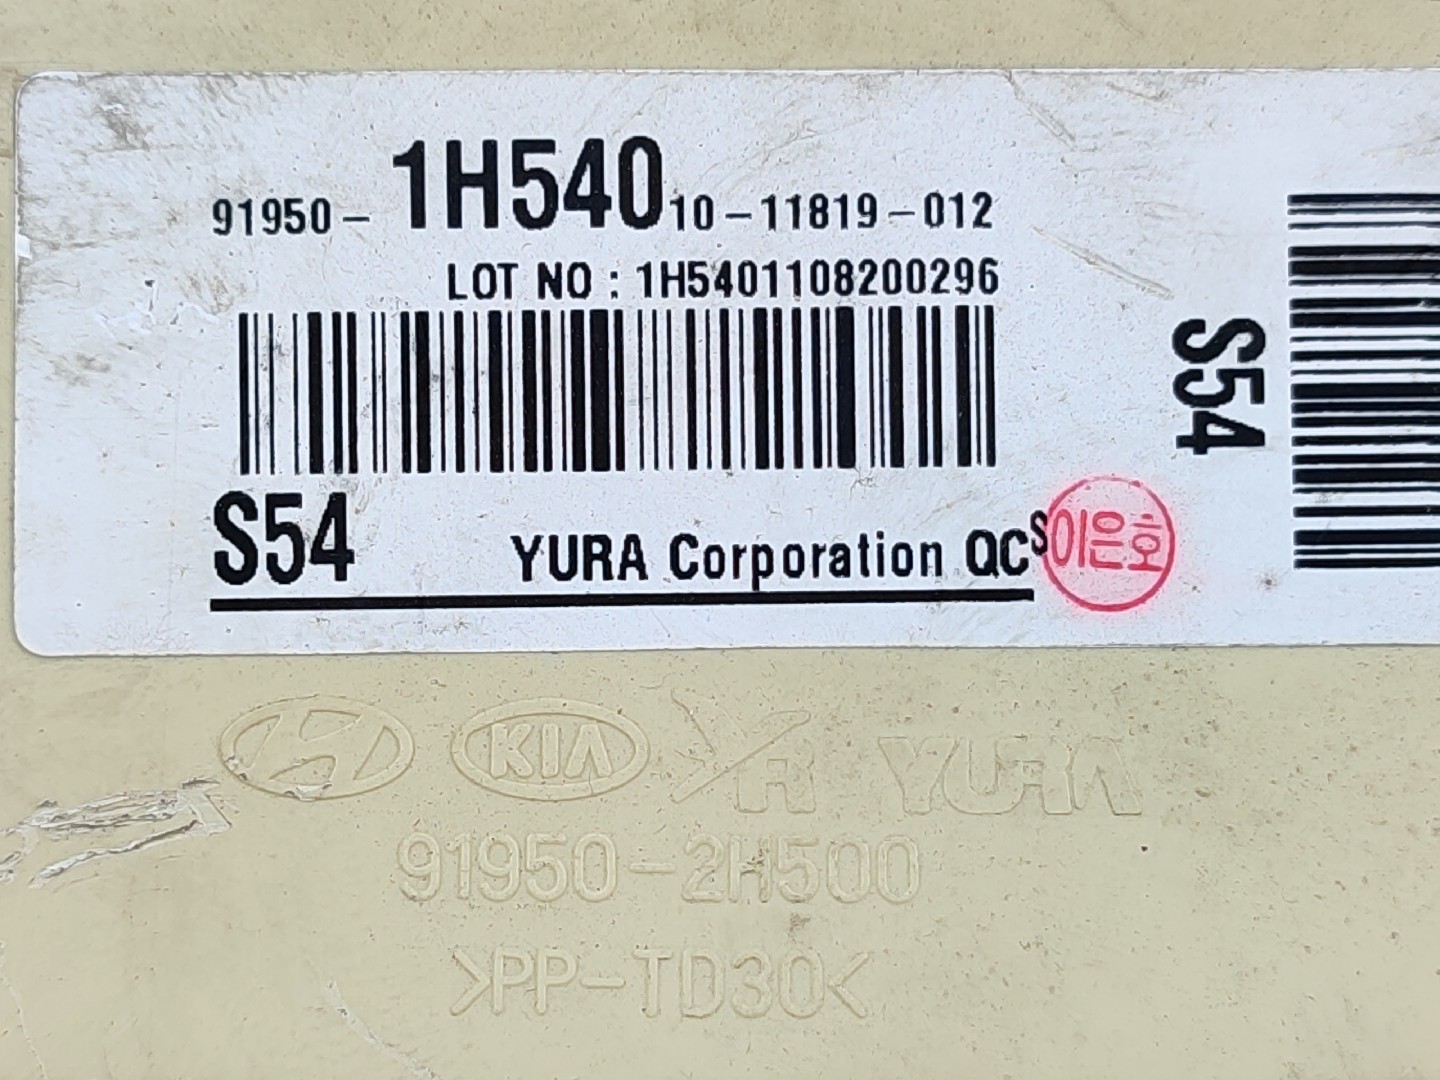 91950- 1H540 10-11819-012
LOT NO : 1H5401108200296
S54
S54 YURA Corporation QCS 이은호
KIA YURA
91950-2H500
>PP-TD30<